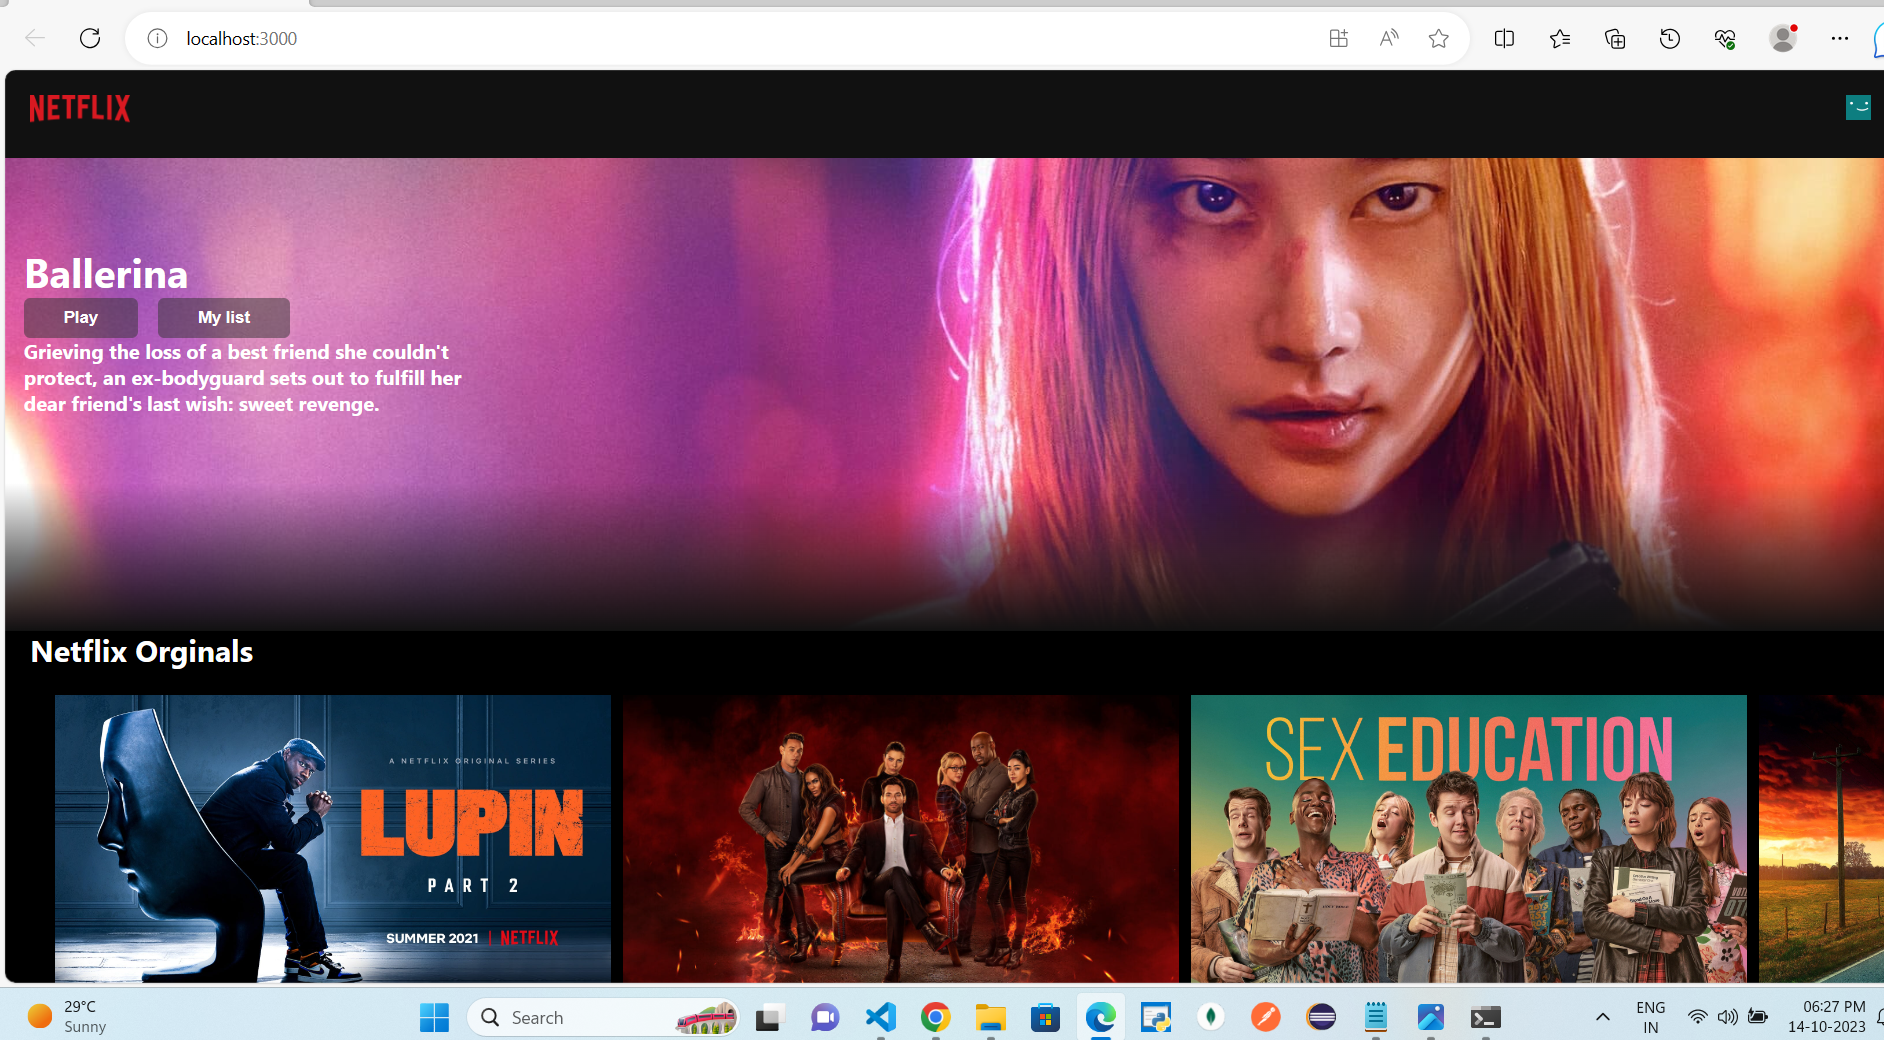 localhost:3000
NETFLIX
Ballerina
Play
My list
Grieving the loss of a best friend she couldn't
protect, an ex-bodyguard sets out to fulfill her
dear friend's last wish: sweet revenge.
Netflix Orginals
A NETFLIX ORIGINAL SERIES
LUPIN
PART 2
SUMMER 2021 | NETFLIX
SEX EDUCATION
29°C
Sunny
Search
ENG
IN
06:27 PM
14-10-2023